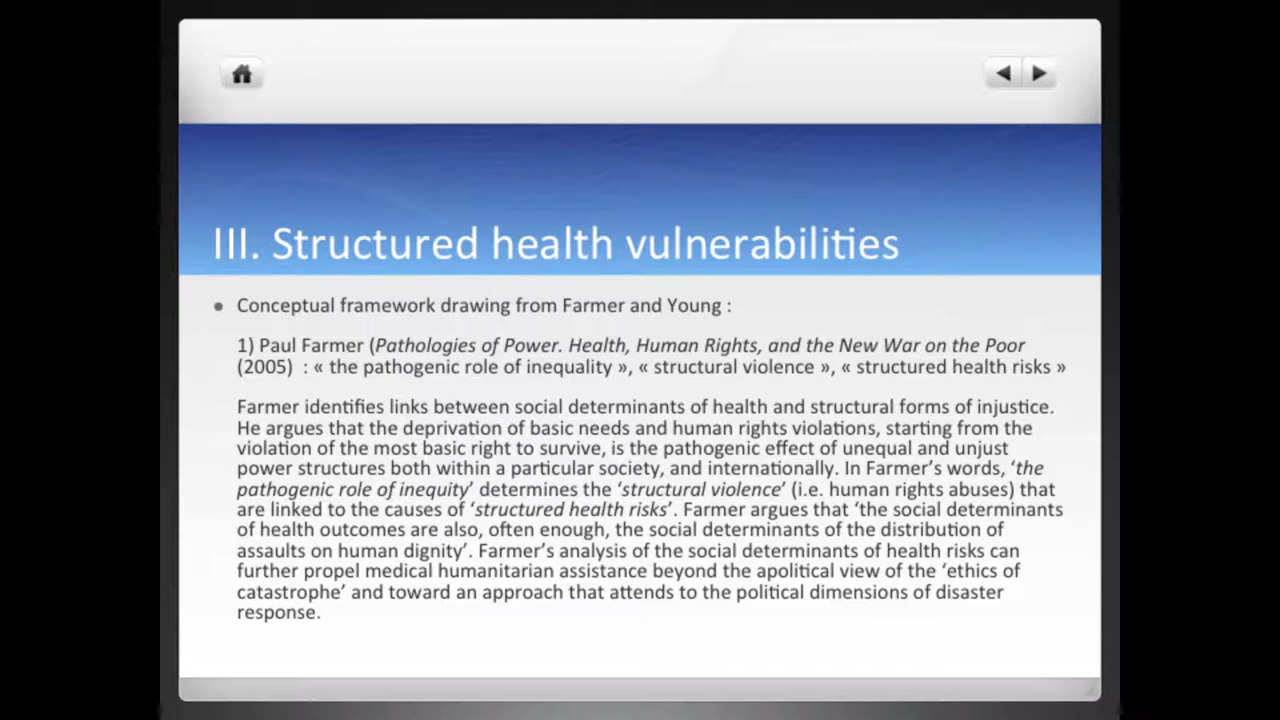 III. Structured health vulnerabilities
Conceptual framework drawing from Farmer and Young :
1) Paul Farmer (Pathologies of Power. Health, Human Rights, and the New War on the Poor
(2005) : « the pathogenic role of inequality », « structural violence », « structured health risks »
Farmer identifies links between social determinants of health and structural forms of injustice.
He argues that the deprivation of basic needs and human rights violations, starting from the
violation of the most basic right to survive, is the pathogenic effect of unequal and unjust
power structures both within a particular society, and internationally. In Farmer’s words, ‘the
pathogenic role of inequity’ determines the ‘structural violence’ (i.e. human rights abuses) that
are linked to the causes of ‘structured health risks’. Farmer argues that ‘the social determinants
of health outcomes are also, often enough, the social determinants of the distribution of
assaults on human dignity’. Farmer’s analysis of the social determinants of health risks can
further propel medical humanitarian assistance beyond the apolitical view of the ‘ethics of
catastrophe’ and toward an approach that attends to the political dimensions of disaster
response.